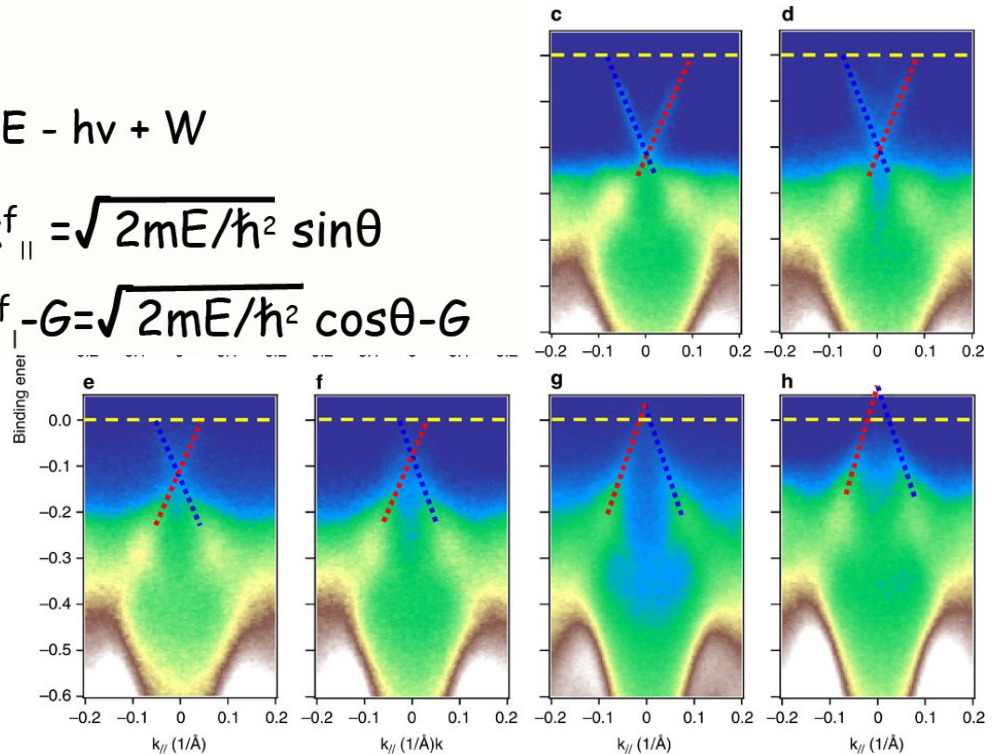 E - hν + W
f|| =√2mE/ħ² sinθ
f -G=√2mE/ħ² cosθ-G
c
d
−0.2 −0.1 0 0.1 0.2
−0.2 −0.1 0 0.1 0.2
e
f
g
h
0.0
−0.1
−0.2
−0.3
−0.4
−0.5
−0.6
Binding ener
−0.2 −0.1 0 0.1 0.2
−0.2 −0.1 0 0.1 0.2
−0.2 −0.1 0 0.1 0.2
−0.2 −0.1 0 0.1 0.2
k// (1/Å)
k// (1/Å)k
k// (1/Å)
k// (1/Å)